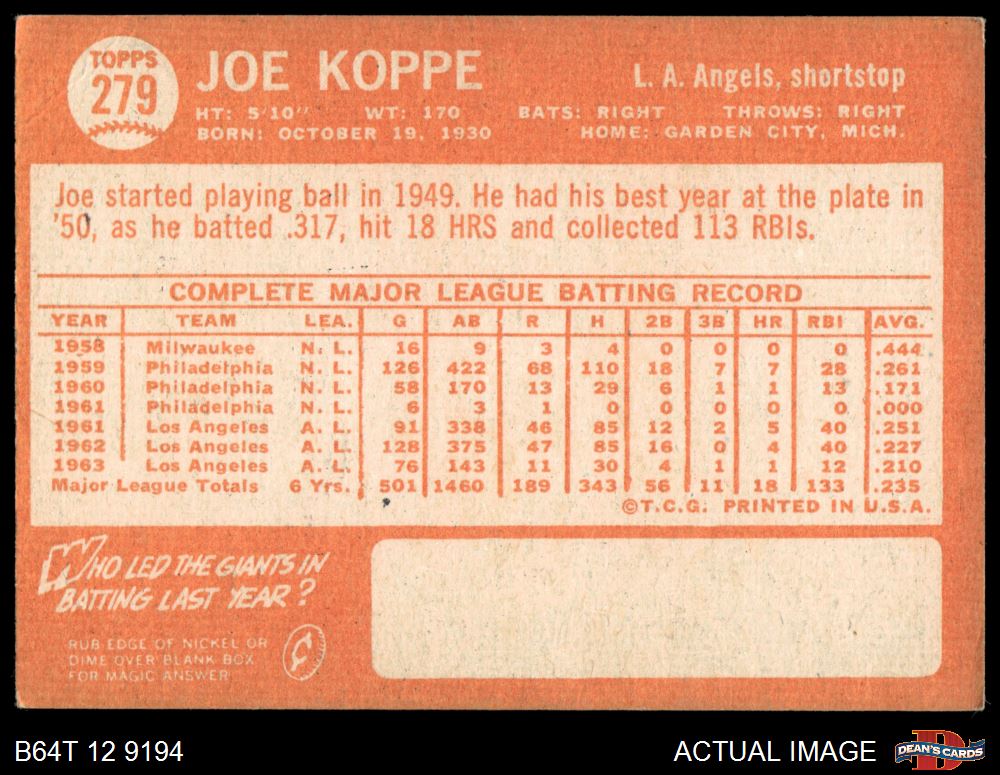 TOPPS
279
JOE KOPPE
L. A. Angels, shortstop
HT: 5'10" WT: 170 BATS: RIGHT THROWS: RIGHT
BORN: OCTOBER 19, 1930 HOME: GARDEN CITY, MICH.
Joe started playing ball in 1949. He had his best year at the plate in
'50, as he batted .317, hit 18 HRS and collected 113 RBIs.
COMPLETE MAJOR LEAGUE BATTING RECORD
YEAR TEAM LEA. G AB R H 2B 3B HR RBI AVG.
1958 Milwaukee N. L. 16 9 3 4 0 0 0 0 .444
1959 Philadelphia N. L. 126 422 68 110 18 7 7 28 .261
1960 Philadelphia N. L. 58 170 13 29 6 1 1 13 .171
1961 Philadelphia N. L. 6 3 1 0 0 0 0 0 .000
1961 Los Angeles A. L. 91 338 46 85 12 2 5 40 .251
1962 Los Angeles A. L. 128 375 47 85 16 0 4 40 .227
1963 Los Angeles A. L. 76 143 11 30 4 1 1 12 .210
Major League Totals 6 Yrs. 501 1460 189 343 56 11 18 133 .235
©T.C.G. PRINTED IN U.S.A.
WHO LED THE GIANTS IN
BATTING LAST YEAR?
RUB EDGE OF NICKEL OR
DIME OVER BLANK BOX
FOR MAGIC ANSWER
¢
B64T 12 9194
ACTUAL IMAGE
DEAN'S CARDS